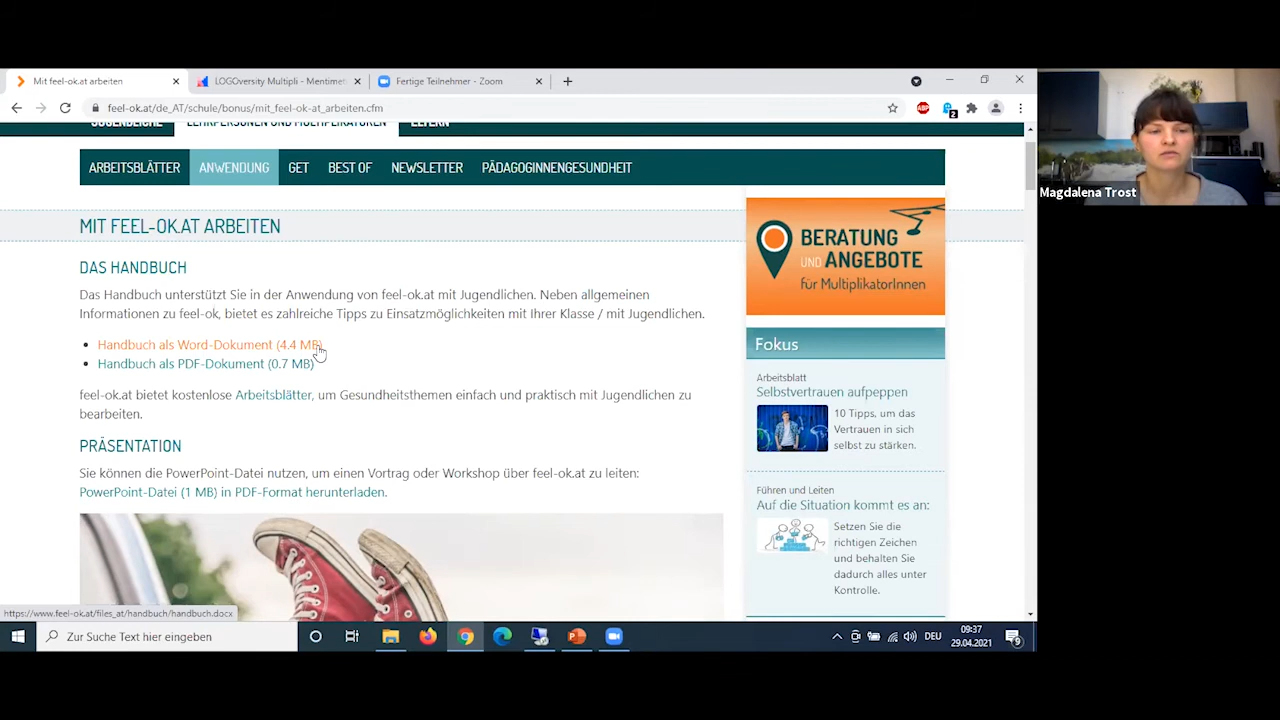 Mit feel-ok.at arbeiten
LOGOversity Multipli - Mentimet
Fertige Teilnehmer - Zoom
feel-ok.at/de_AT/schule/bonus/mit_feel-ok-at_arbeiten.cfm
ABP
2
JUGENDLICHE
LEHRPERSONEN UND MULTIPLIKATOREN
ELTERN
ARBEITSBLÄTTER
ANWENDUNG
GET
BEST OF
NEWSLETTER
PÄDAGOGINNENGESUNDHEIT
MIT FEEL-OK.AT ARBEITEN
DAS HANDBUCH
Das Handbuch unterstützt Sie in der Anwendung von feel-ok.at mit Jugendlichen. Neben allgemeinen
Informationen zu feel-ok, bietet es zahlreiche Tipps zu Einsatzmöglichkeiten mit Ihrer Klasse / mit Jugendlichen.
Handbuch als Word-Dokument (4.4 MB)
Handbuch als PDF-Dokument (0.7 MB)
feel-ok.at bietet kostenlose Arbeitsblätter, um Gesundheitsthemen einfach und praktisch mit Jugendlichen zu
bearbeiten.
PRÄSENTATION
Sie können die PowerPoint-Datei nutzen, um einen Vortrag oder Workshop über feel-ok.at zu leiten:
PowerPoint-Datei (1 MB) in PDF-Format herunterladen.
BERATUNG
UND ANGEBOTE
für MultiplikatorInnen
Fokus
Arbeitsblatt
Selbstvertrauen aufpeppen
10 Tipps, um das
Vertrauen in sich
selbst zu stärken.
Führen und Leiten
Auf die Situation kommt es an:
Setzen Sie die
richtigen Zeichen
und behalten Sie
dadurch alles unter
Kontrolle.
https://www.feel-ok.at/files_at/handbuch/handbuch.docx
Zur Suche Text hier eingeben
DEU
09:37
29.04.2021
9
Magdalena Trost